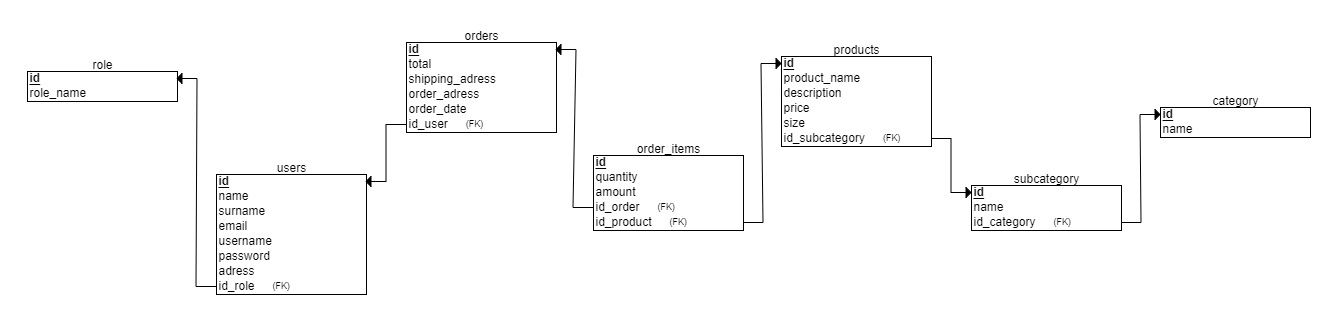 role
id
role_name
users
id
name
surname
email
username
password
adress
id_role (FK)
orders
id
total
shipping_adress
order_adress
order_date
id_user (FK)
order_items
id
quantity
amount
id_order (FK)
id_product (FK)
products
id
product_name
description
price
size
id_subcategory (FK)
subcategory
id
name
id_category (FK)
category
id
name